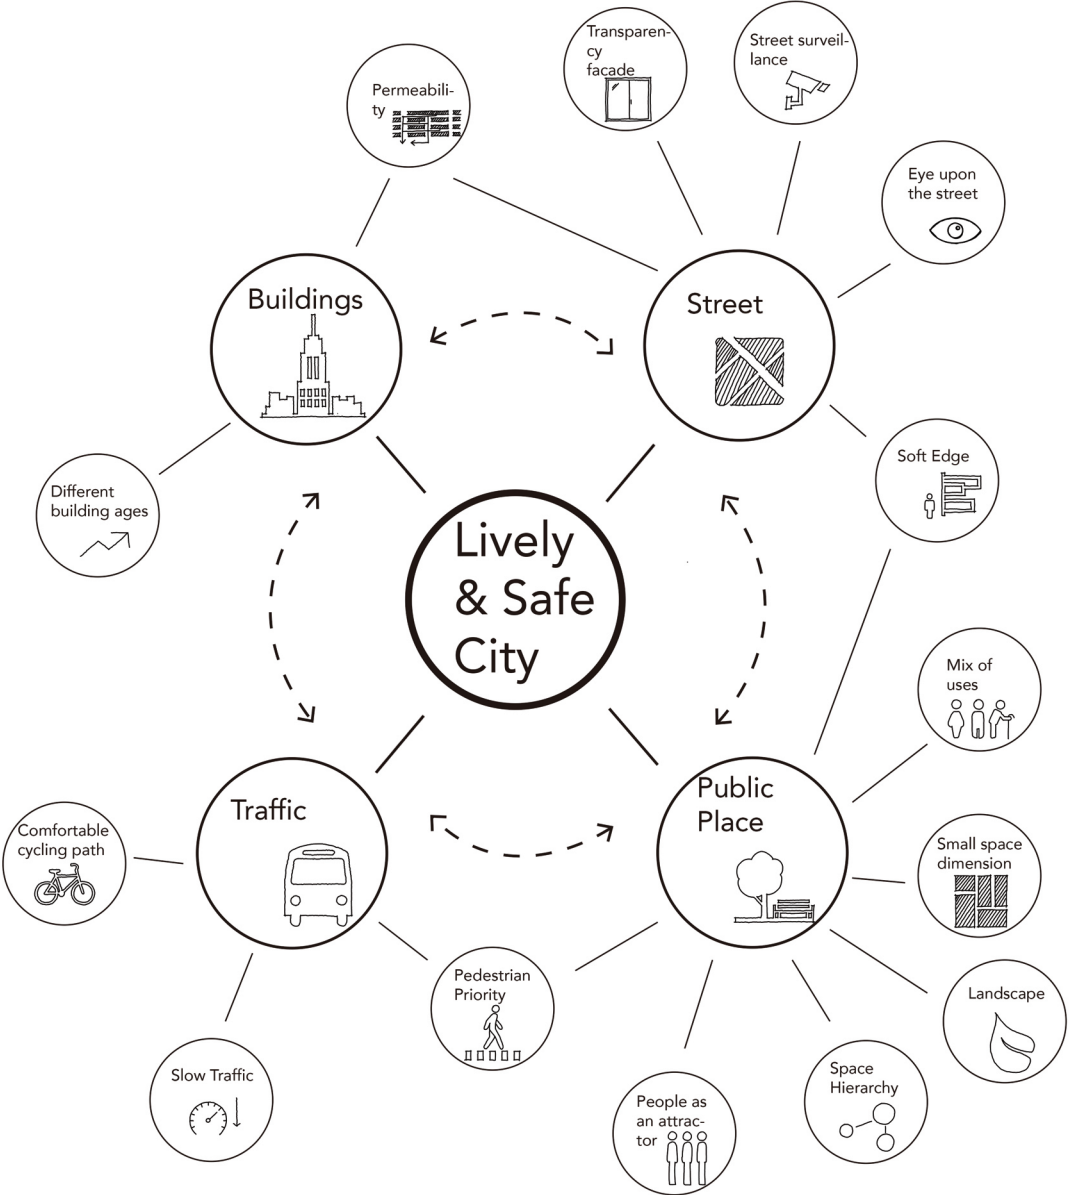 Transparen-
cy
facade
Street surveil-
lance
Permeabili-
ty
Eye upon
the street
Buildings
Street
Soft Edge
Different
building ages
Lively
& Safe
City
Mix of
uses
Public
Place
Traffic
Comfortable
cycling path
Small space
dimension
Pedestrian
Priority
Landscape
Slow Traffic
Space
Hierarchy
People as
an attrac-
tor